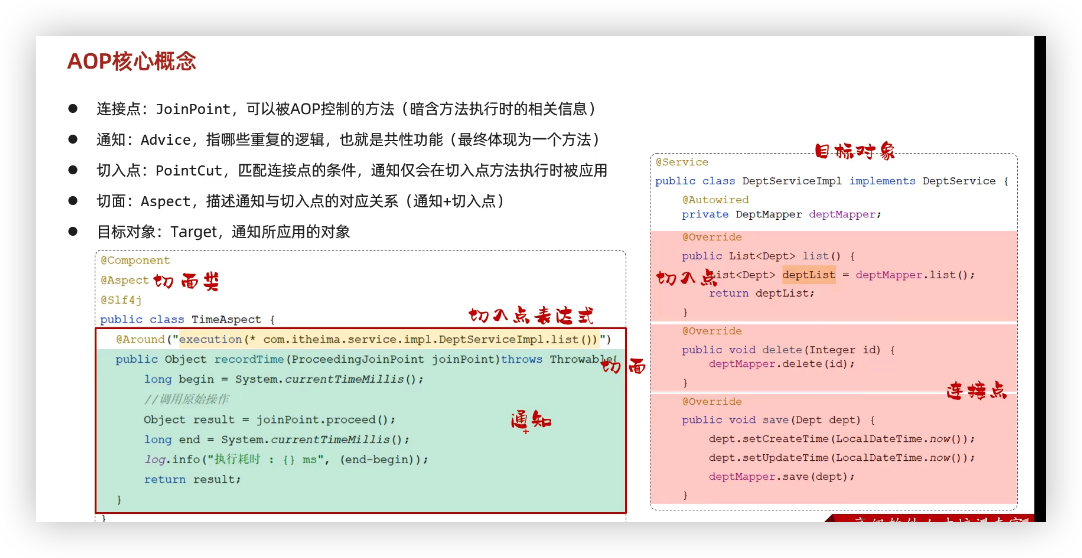 AOP核心概念
● 连接点：JoinPoint，可以被AOP控制的方法（暗含方法执行时的相关信息）
● 通知：Advice，指哪些重复的逻辑，也就是共性功能（最终体现为一个方法）
● 切入点：PointCut，匹配连接点的条件，通知仅会在切入点方法执行时被应用
● 切面：Aspect，描述通知与切入点的对应关系（通知+切入点）
● 目标对象：Target，通知所应用的对象
@Component
@Aspect 切面类
@Slf4j
public class TimeAspect {
切入点表达式
@Around("execution(* com.itheima.service.impl.DeptServiceImpl.list())")
public Object recordTime(ProceedingJoinPoint joinPoint)throws Throwable{
切面
long begin = System.currentTimeMillis();
//调用原始操作
Object result = joinPoint.proceed();
通知
long end = System.currentTimeMillis();
log.info("执行耗时 : {} ms", (end-begin));
return result;
}
}
目标对象
@Service
public class DeptServiceImpl implements DeptService {
@Autowired
private DeptMapper deptMapper;
@Override
public List<Dept> list() {
切入点
List<Dept> deptList = deptMapper.list();
return deptList;
}
@Override
public void delete(Integer id) {
deptMapper.delete(id);
}
连接点
@Override
public void save(Dept dept) {
dept.setCreateTime(LocalDateTime.now());
dept.setUpdateTime(LocalDateTime.now());
deptMapper.save(dept);
}